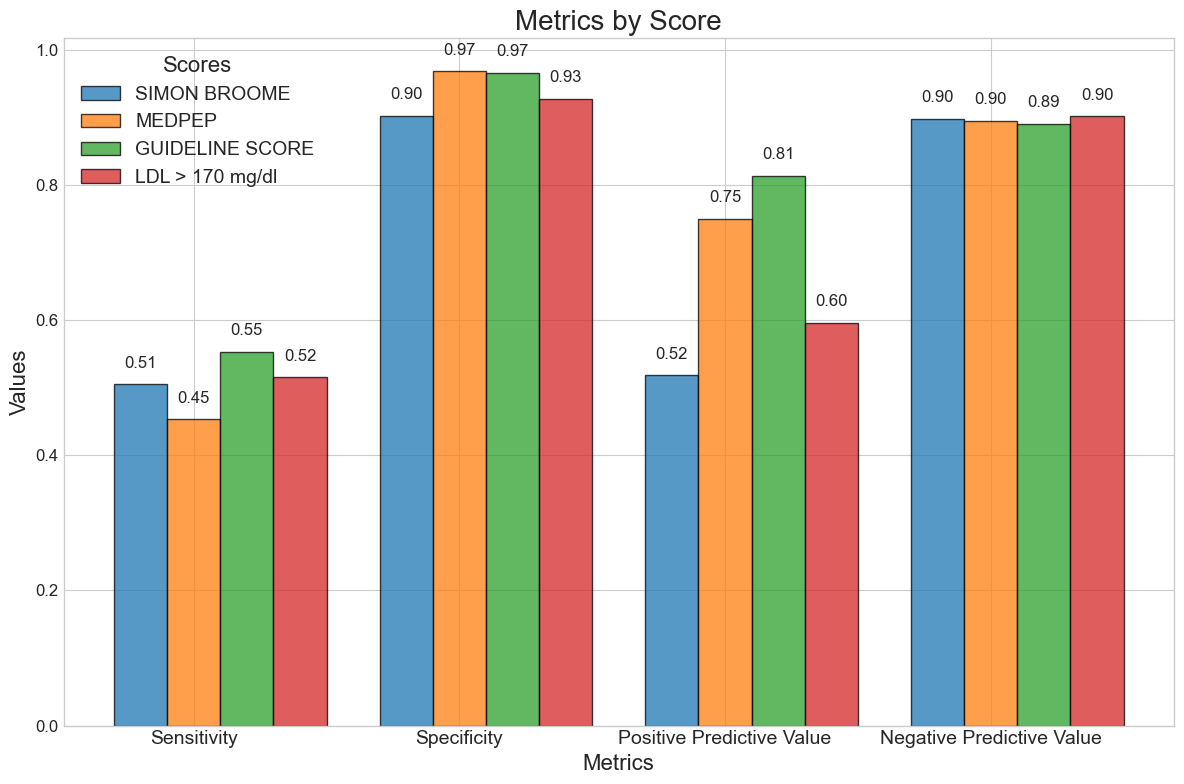 Metrics by Score
Scores
SIMON BROOME
MEDPEP
GUIDELINE SCORE
LDL > 170 mg/dl
Values
1.0
0.8
0.6
0.4
0.2
0.0
0.51
0.45
0.55
0.52
0.90
0.97
0.97
0.93
0.52
0.75
0.81
0.60
0.90
0.90
0.89
0.90
Sensitivity
Specificity
Positive Predictive Value
Negative Predictive Value
Metrics